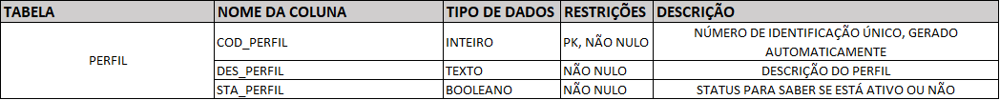 TABELA NOME DA COLUNA TIPO DE DADOS RESTRIÇÕES DESCRIÇÃO
PERFIL
COD_PERFIL INTEIRO PK, NÃO NULO NÚMERO DE IDENTIFICAÇÃO ÚNICO, GERADO
AUTOMATICAMENTE
DES_PERFIL TEXTO NÃO NULO DESCRIÇÃO DO PERFIL
STA_PERFIL BOOLEANO NÃO NULO STATUS PARA SABER SE ESTÁ ATIVO OU NÃO